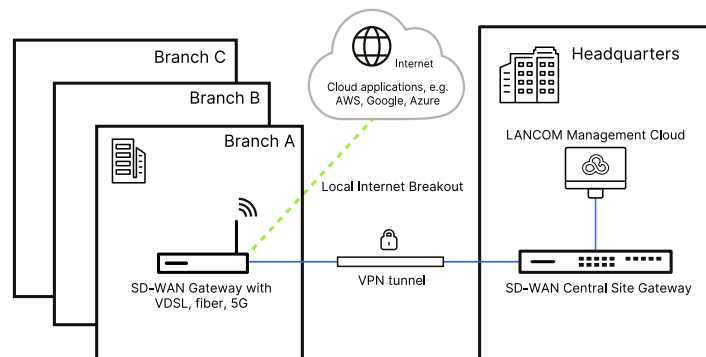 Branch C
Branch B
Branch A
Internet
Cloud applications, e.g.
AWS, Google, Azure
Headquarters
LANCOM Management Cloud
Local Internet Breakout
VPN tunnel
SD-WAN Gateway with
VDSL, fiber, 5G
SD-WAN Central Site Gateway